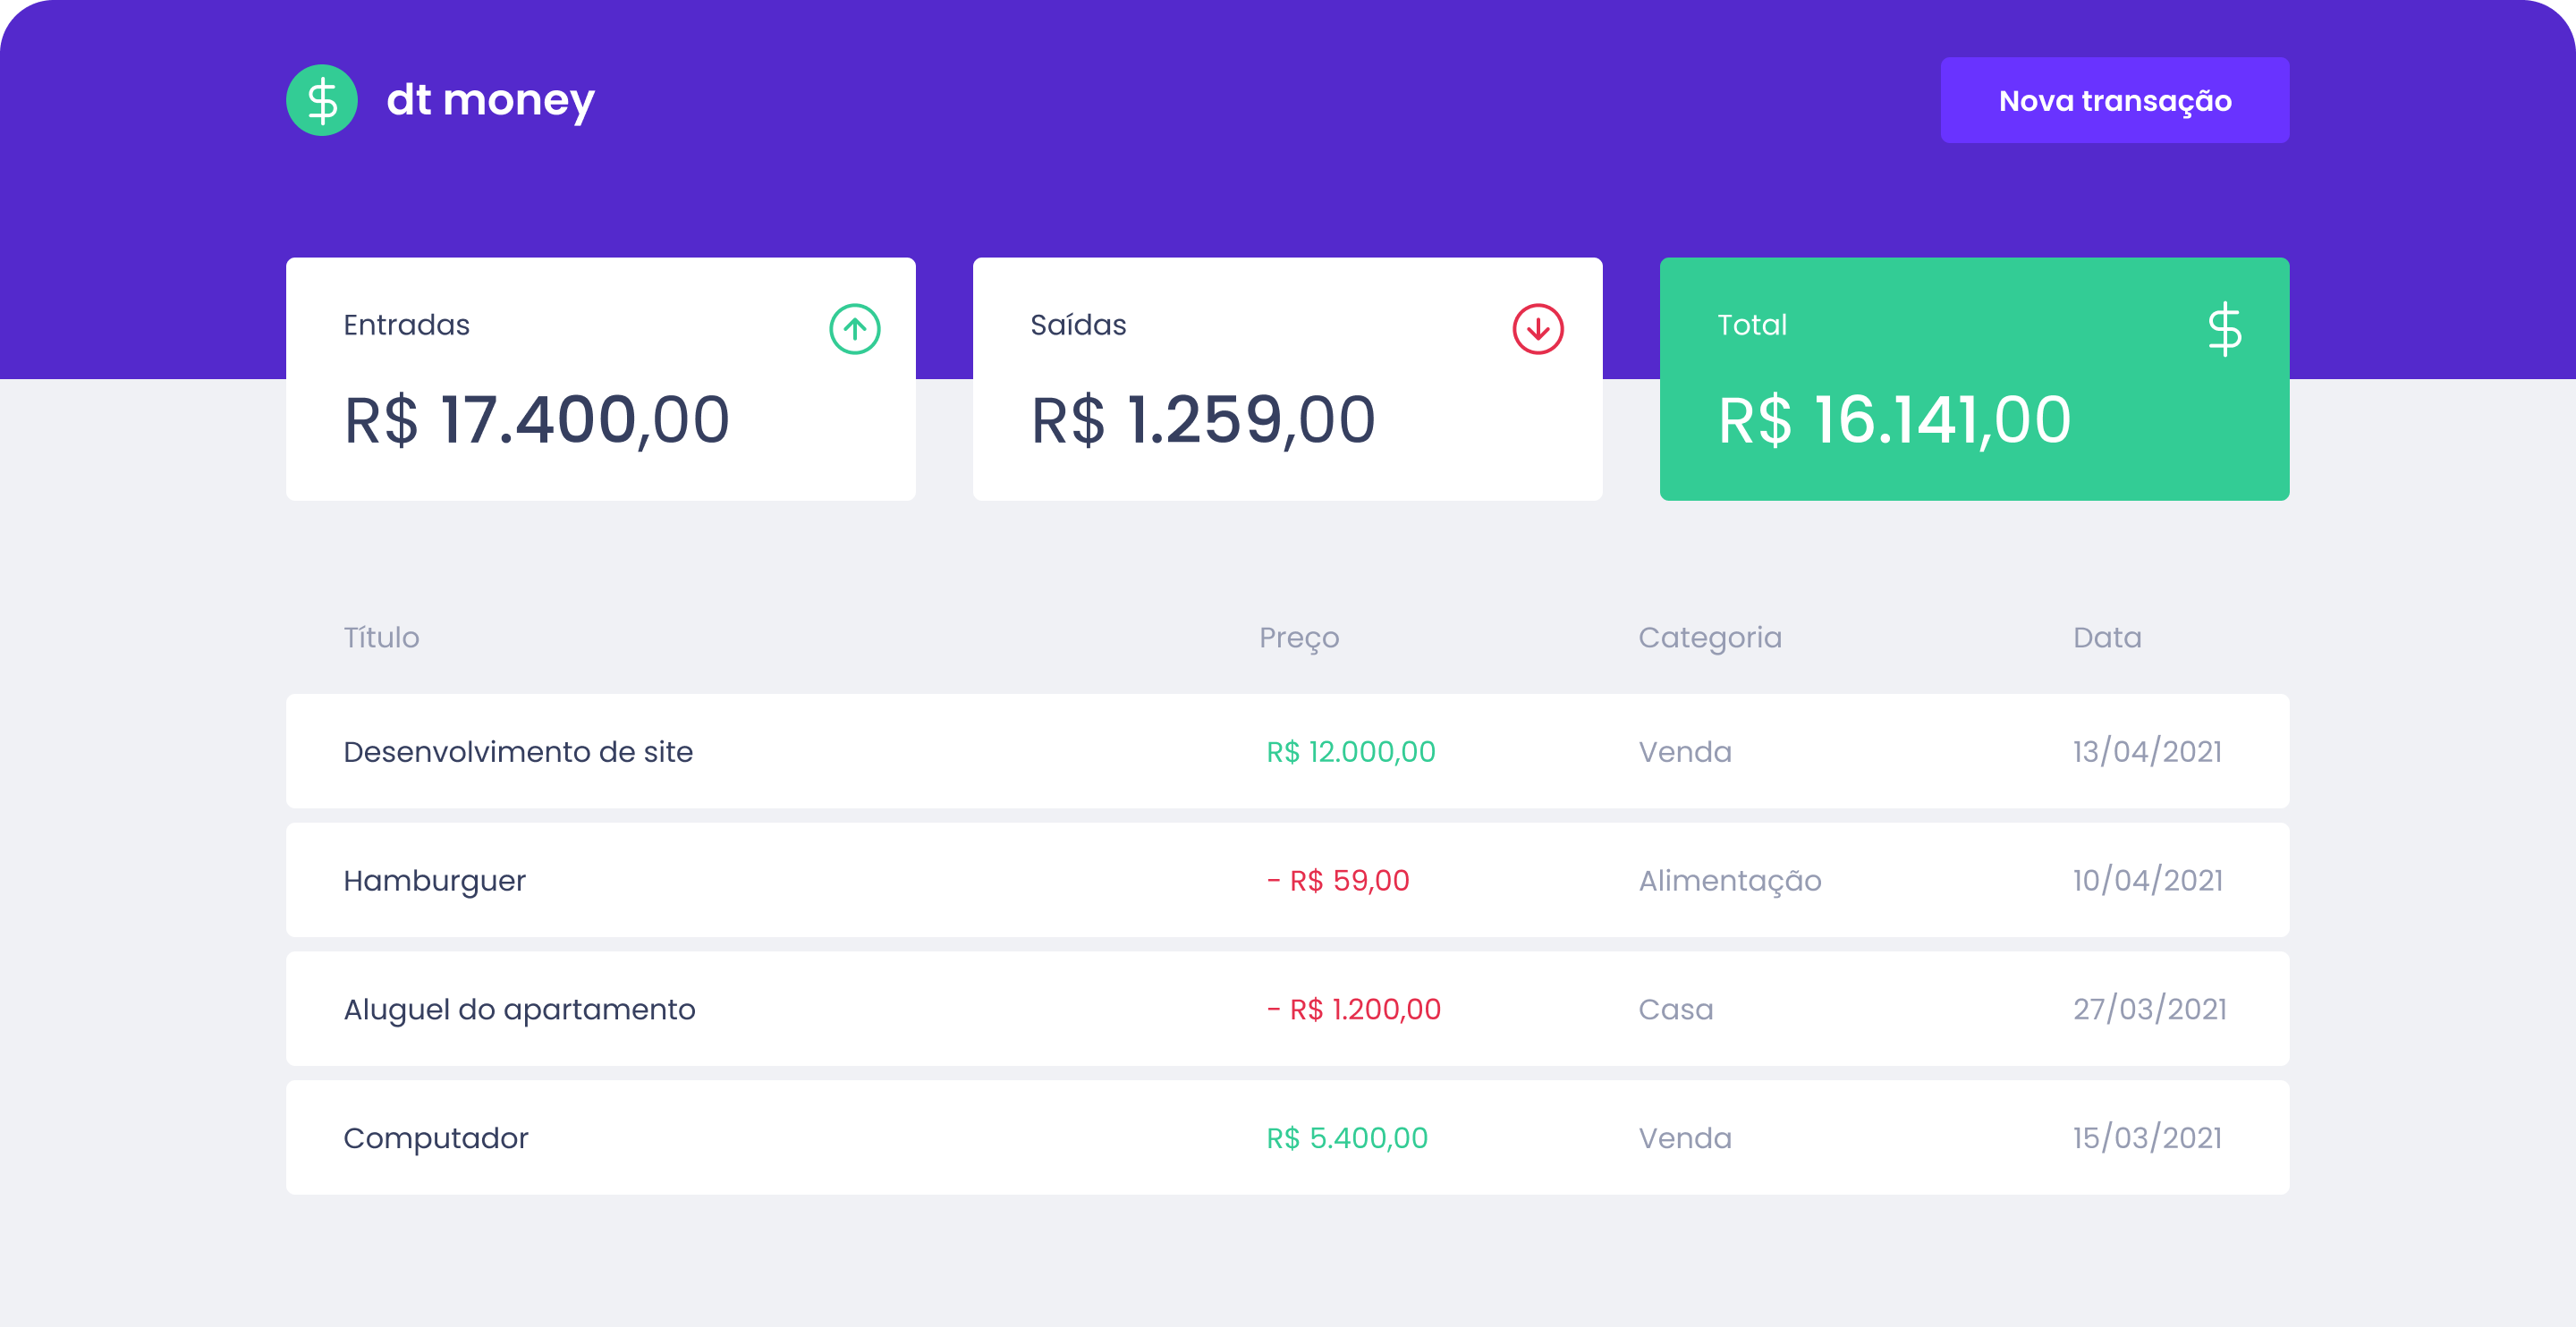 dt money
Nova transação
Entradas
R$ 17.400,00
Saídas
R$ 1.259,00
Total
$
R$ 16.141,00
Título Preço Categoria Data
Desenvolvimento de site R$ 12.000,00 Venda 13/04/2021
Hamburguer - R$ 59,00 Alimentação 10/04/2021
Aluguel do apartamento - R$ 1.200,00 Casa 27/03/2021
Computador R$ 5.400,00 Venda 15/03/2021